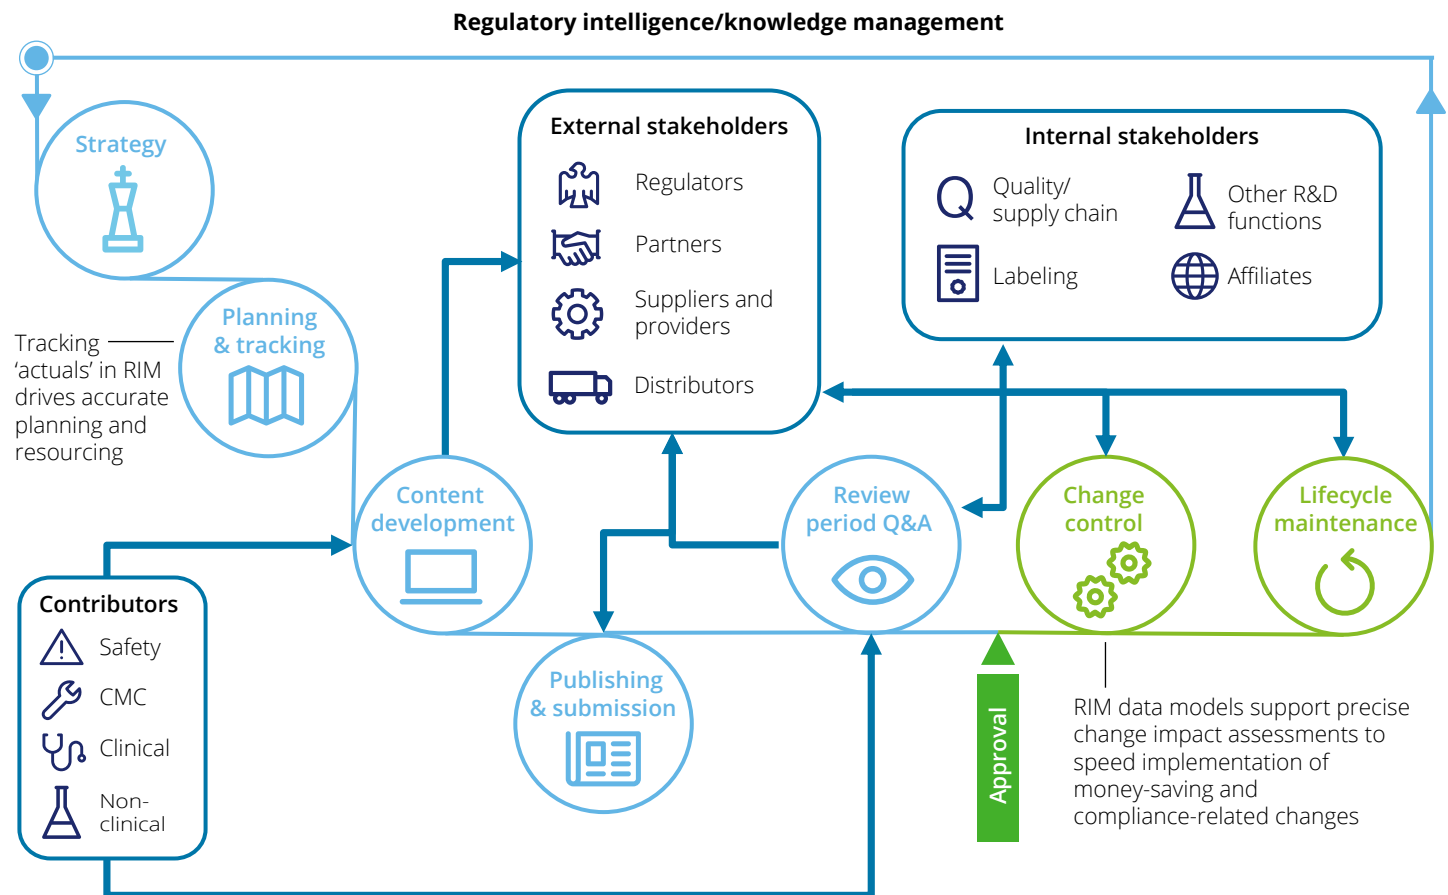 Regulatory intelligence/knowledge management
Strategy
Planning
& tracking
Tracking
‘actuals’ in RIM
drives accurate
planning and
resourcing
External stakeholders
Regulators
Partners
Suppliers and
providers
Distributors
Internal stakeholders
Q
Quality/
supply chain
Other R&D
functions
Labeling
Affiliates
Content
development
Review
period Q&A
Change
control
Lifecycle
maintenance
Contributors
Safety
CMC
Clinical
Non-
clinical
Publishing
& submission
Approval
RIM data models support precise
change impact assessments to
speed implementation of
money-saving and
compliance-related changes